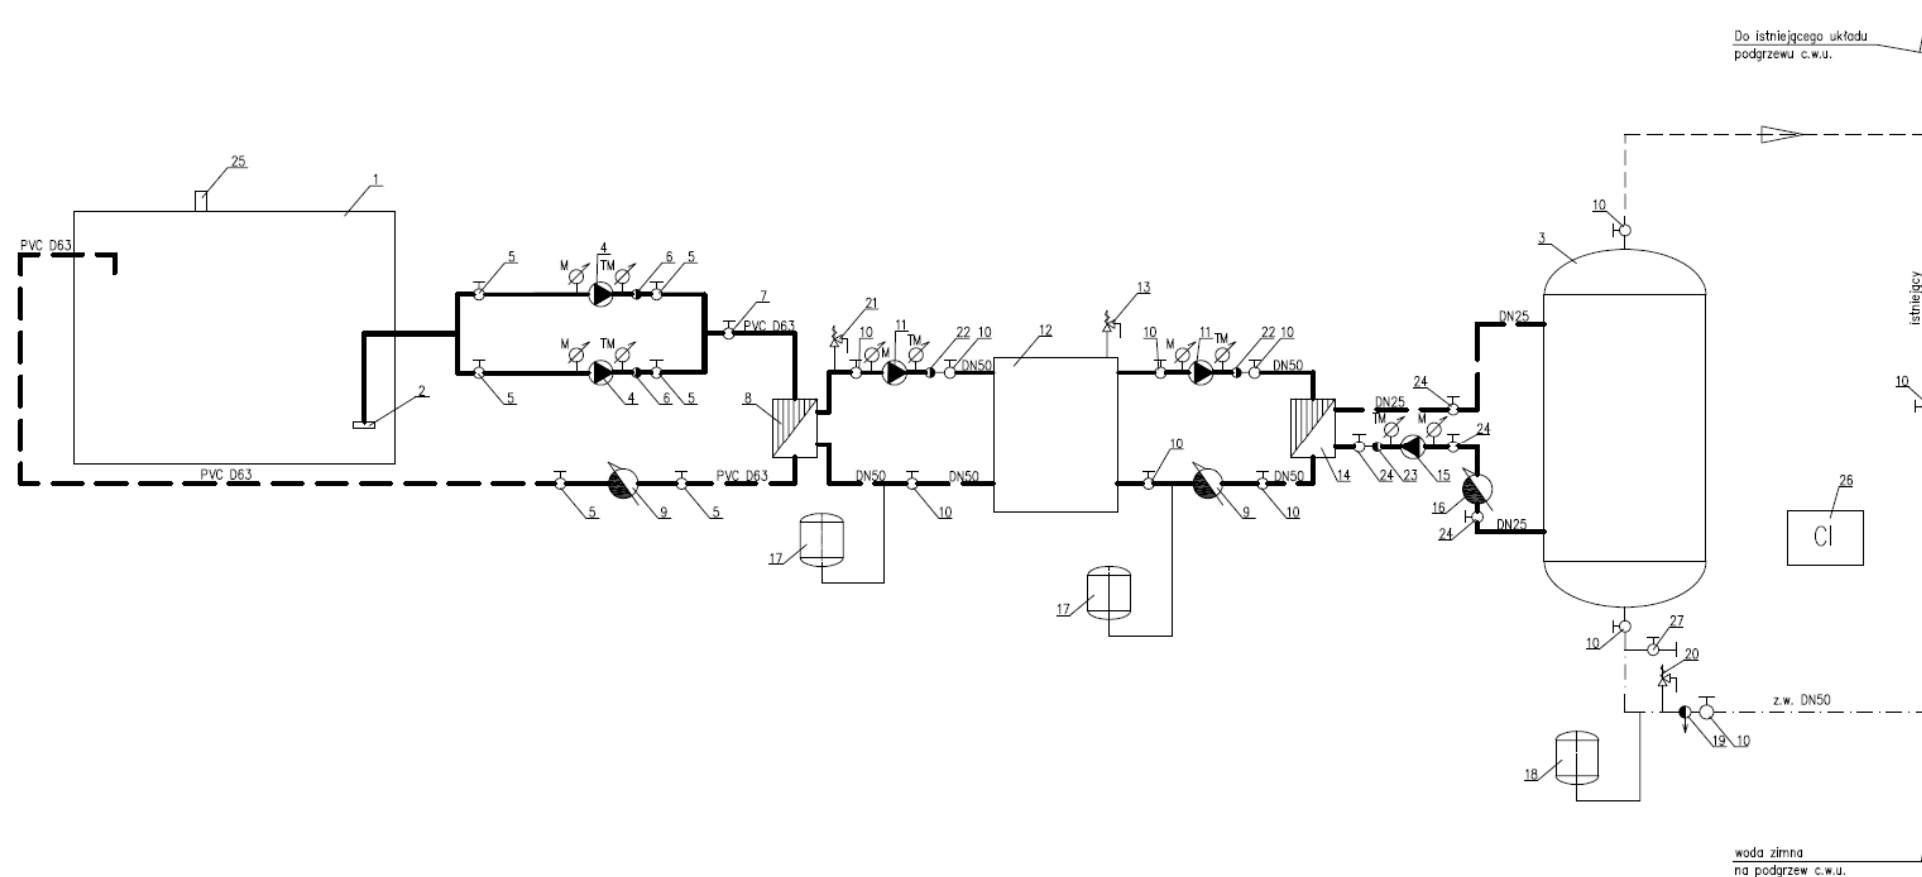 Do istniejącego układu
podgrzewu c.w.u.
25
1
PVC D63
5
M
4
TM
6
5
7
PVC D63
M
TM
5
4
6
5
2
8
21
10
M
11
TM
22
10
DN50
13
12
10
M
11
TM
22
10
DN50
PVC D63
PVC D63
5
9
5
DN50
DN50
10
10
9
DN50
10
14
17
17
10
3
DN25
24
DN25
TM
M
24
24
23
15
16
24
DN25
istniejący
10
26
CI
10
27
20
z.w. DN50
19
10
18
woda zimna
na podgrzew c.w.u.